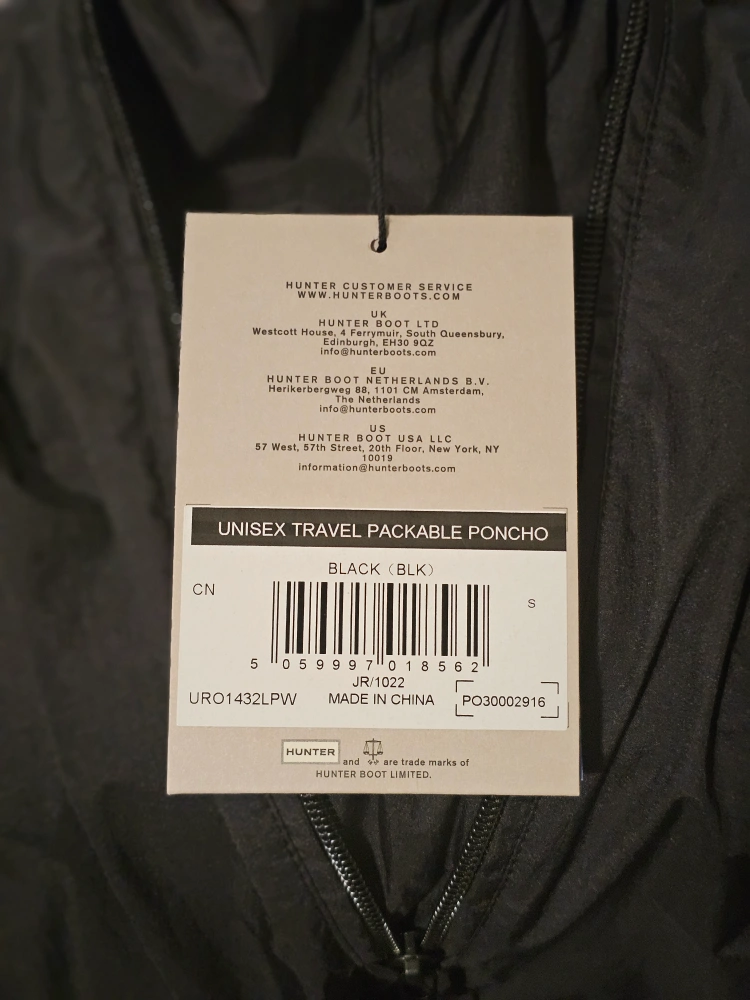 HUNTER CUSTOMER SERVICE
WWW.HUNTERBOOTS.COM
UK
HUNTER BOOT LTD
Westcott House, 4 Ferrymuir, South Queensbury,
Edinburgh, EH30 9QZ
info@hunterboots.com
EU
HUNTER BOOT NETHERLANDS B.V.
Herikerbergweg 88, 1101 CM Amsterdam,
The Netherlands
info@hunterboots.com
US
HUNTER BOOT USA LLC
57 West, 57th Street, 20th Floor, New York, NY
10019
information@hunterboots.com
UNISEX TRAVEL PACKABLE PONCHO
BLACK (BLK)
CN
S
5 059997 018562
JR/1022
URO1432LPW MADE IN CHINA PO30002916
HUNTER and are trade marks of
HUNTER BOOT LIMITED.